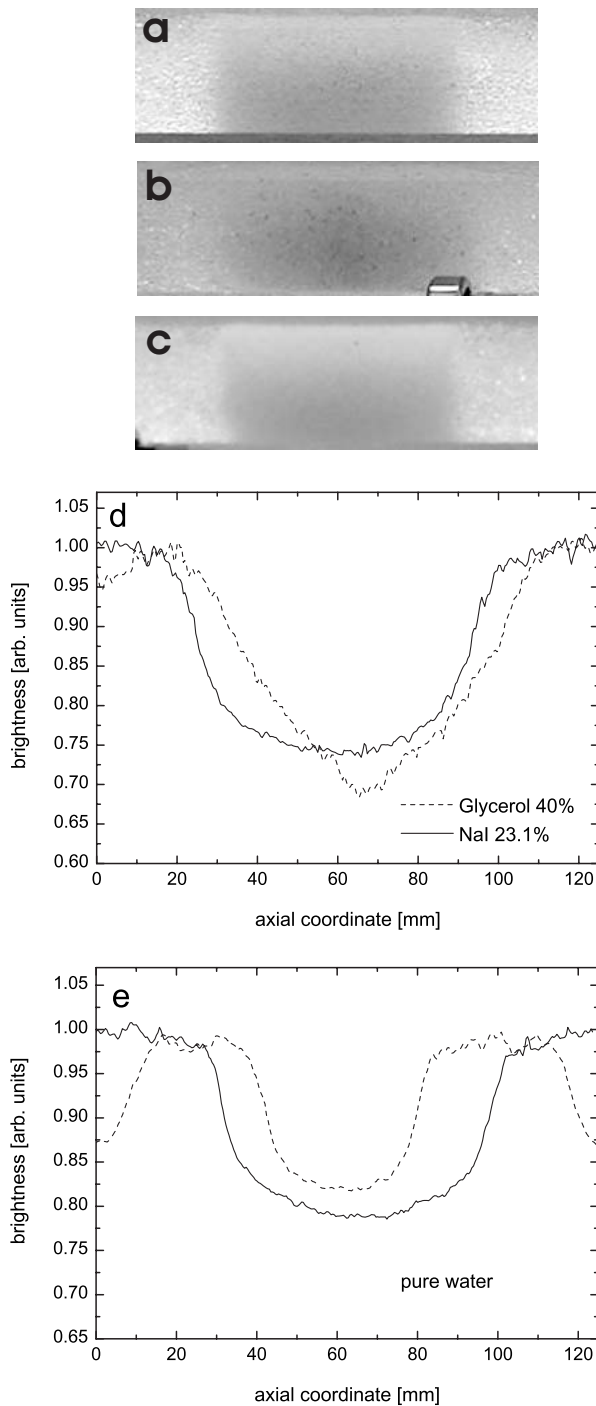 a
b
c
d
1.05
1.00
0.95
0.90
0.85
0.80
0.75
0.70
0.65
0.60
brightness [arb. units]
Glycerol 40%
NaI 23.1%
0 20 40 60 80 100 120
axial coordinate [mm]
e
1.05
1.00
0.95
0.90
0.85
0.80
0.75
0.70
0.65
brightness [arb. units]
pure water
0 20 40 60 80 100 120
axial coordinate [mm]